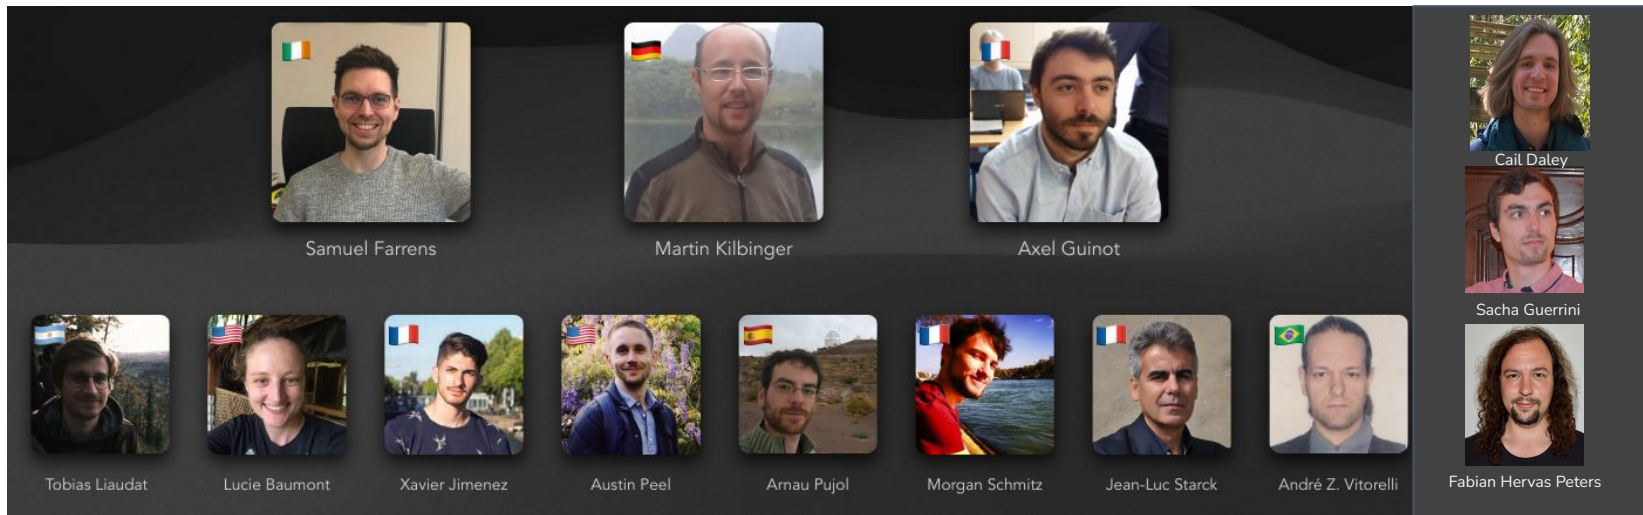 Samuel Farrens
Martin Kilbinger
Axel Guinot
Tobias Liaudat
Lucie Baumont
Xavier Jimenez
Austin Peel
Arnau Pujol
Morgan Schmitz
Jean-Luc Starck
André Z. Vitorelli
Cail Daley
Sacha Guerrini
Fabian Hervas Peters